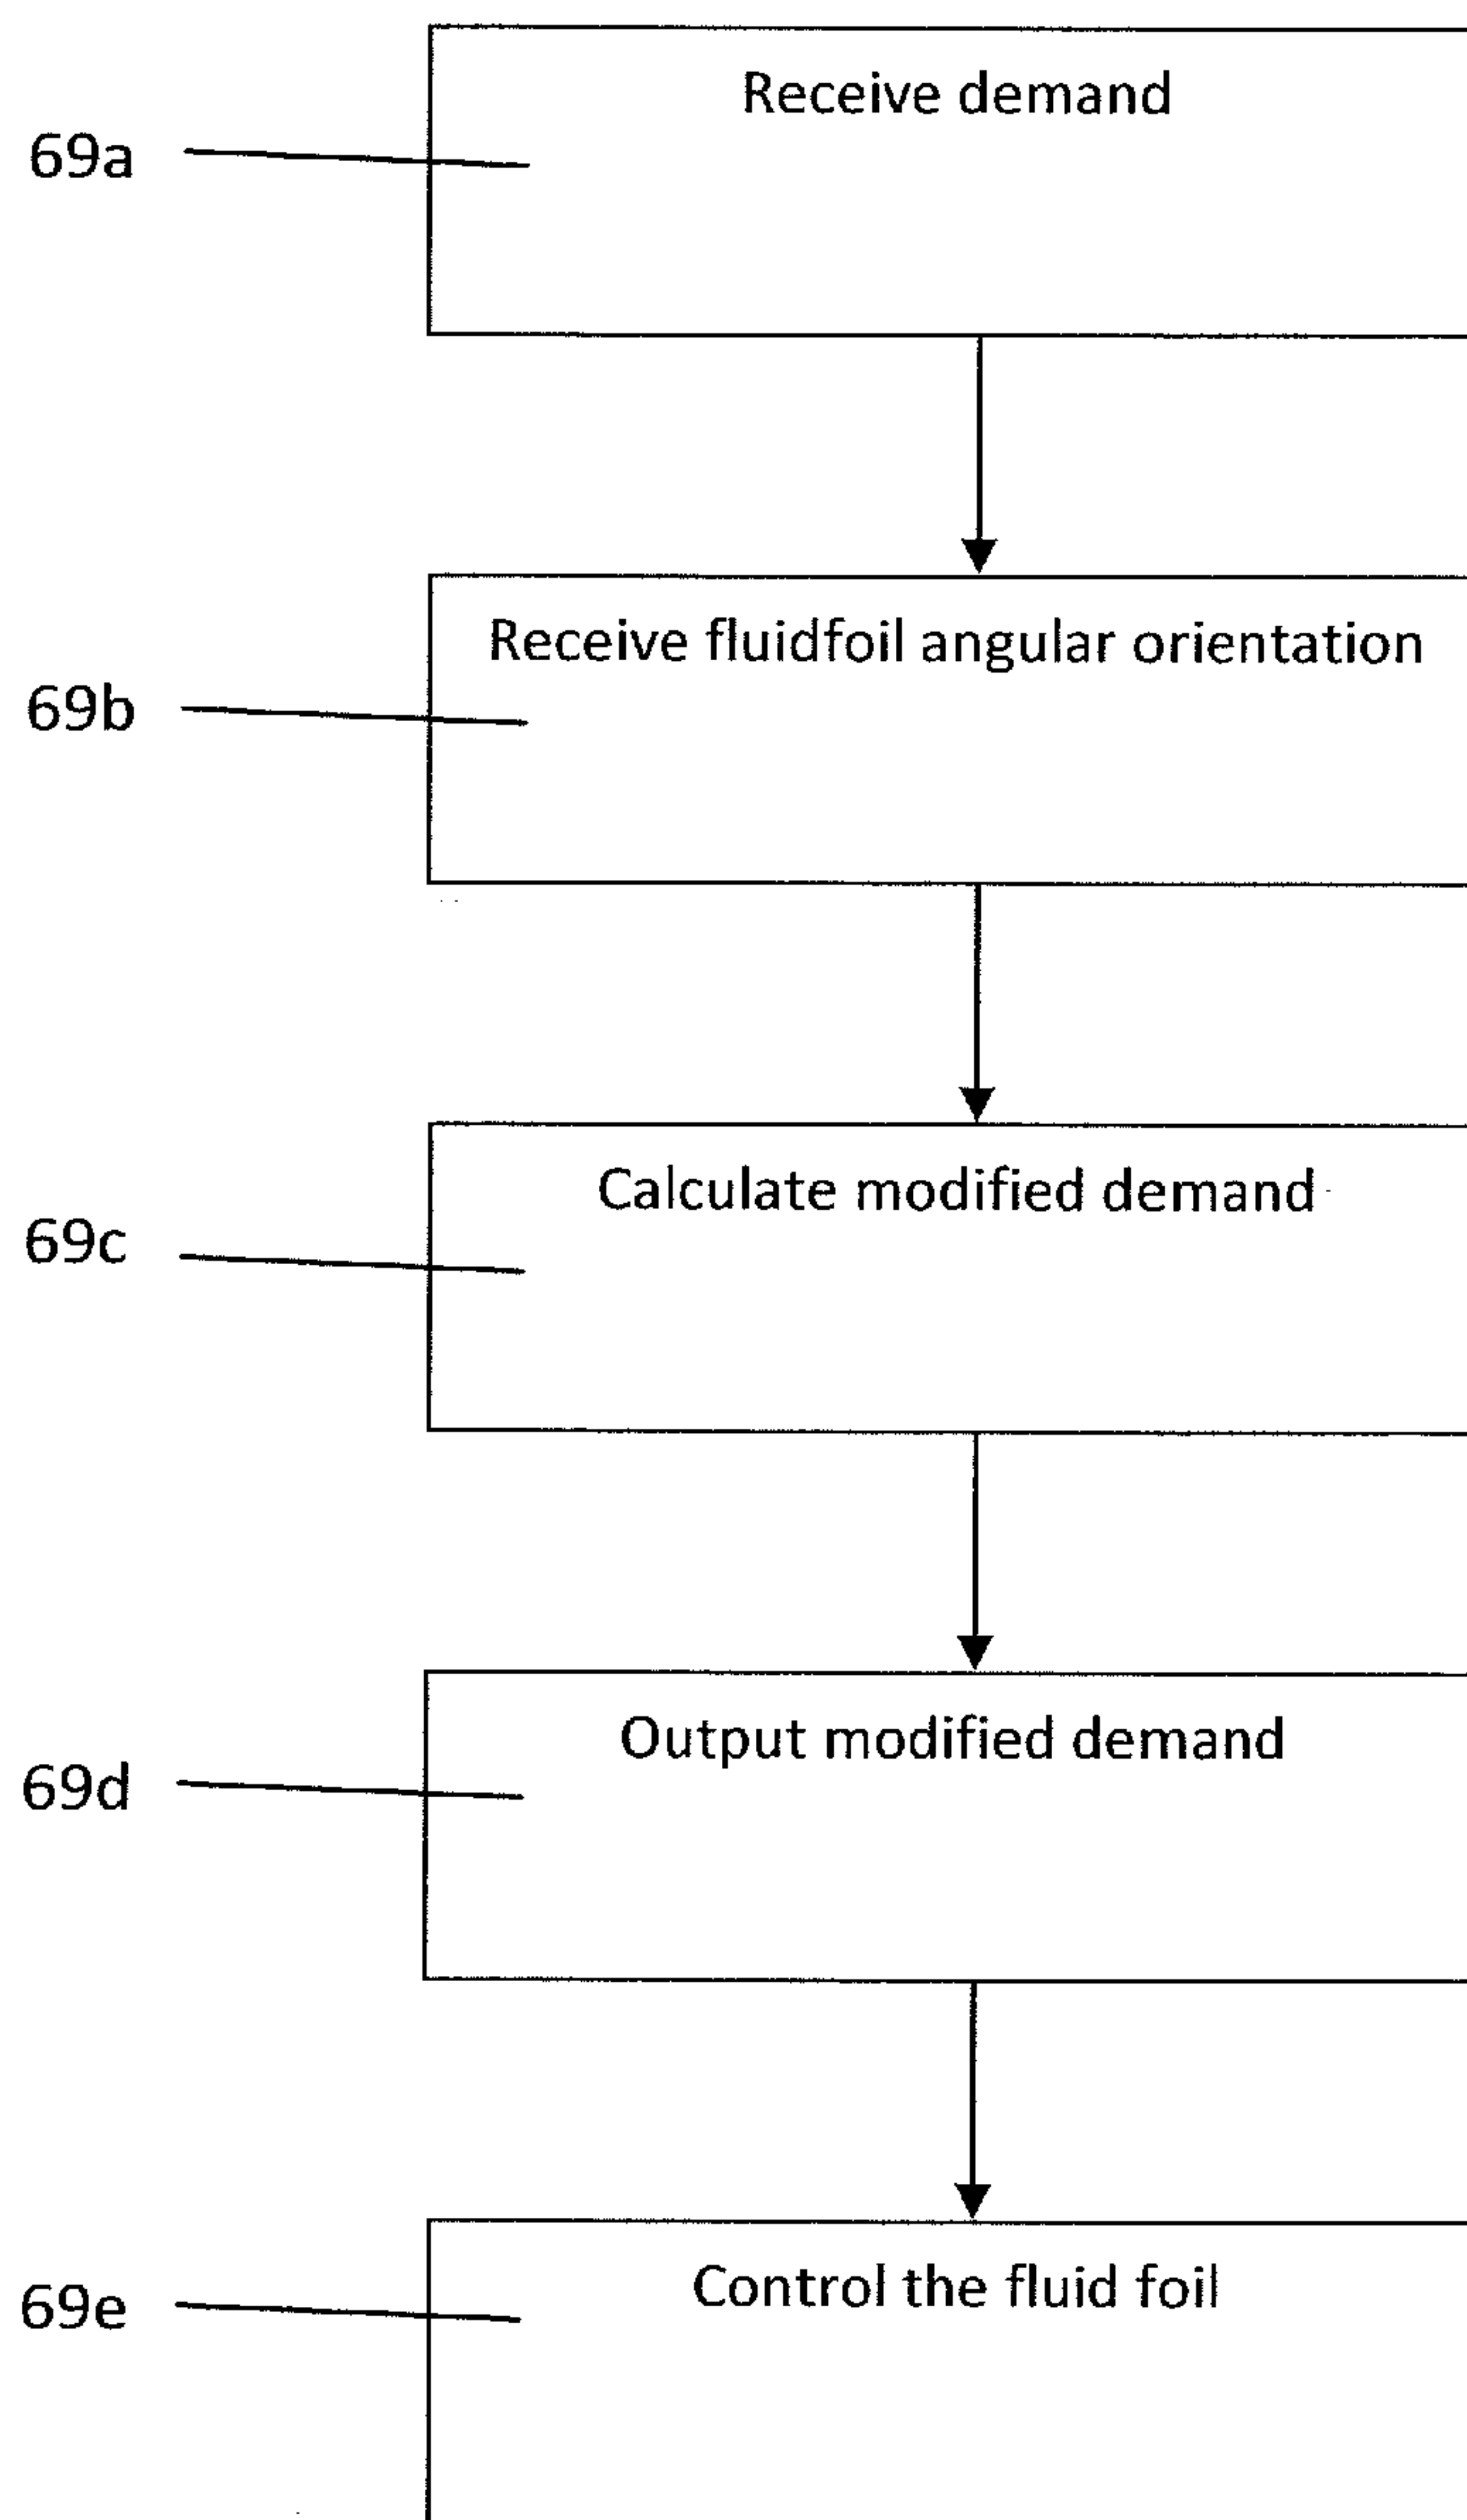 Receive demand
69a
Receive fluidfoil angular orientation
69b
Calculate modified demand
69c
Output modified demand
69d
Control the fluid foil
69e